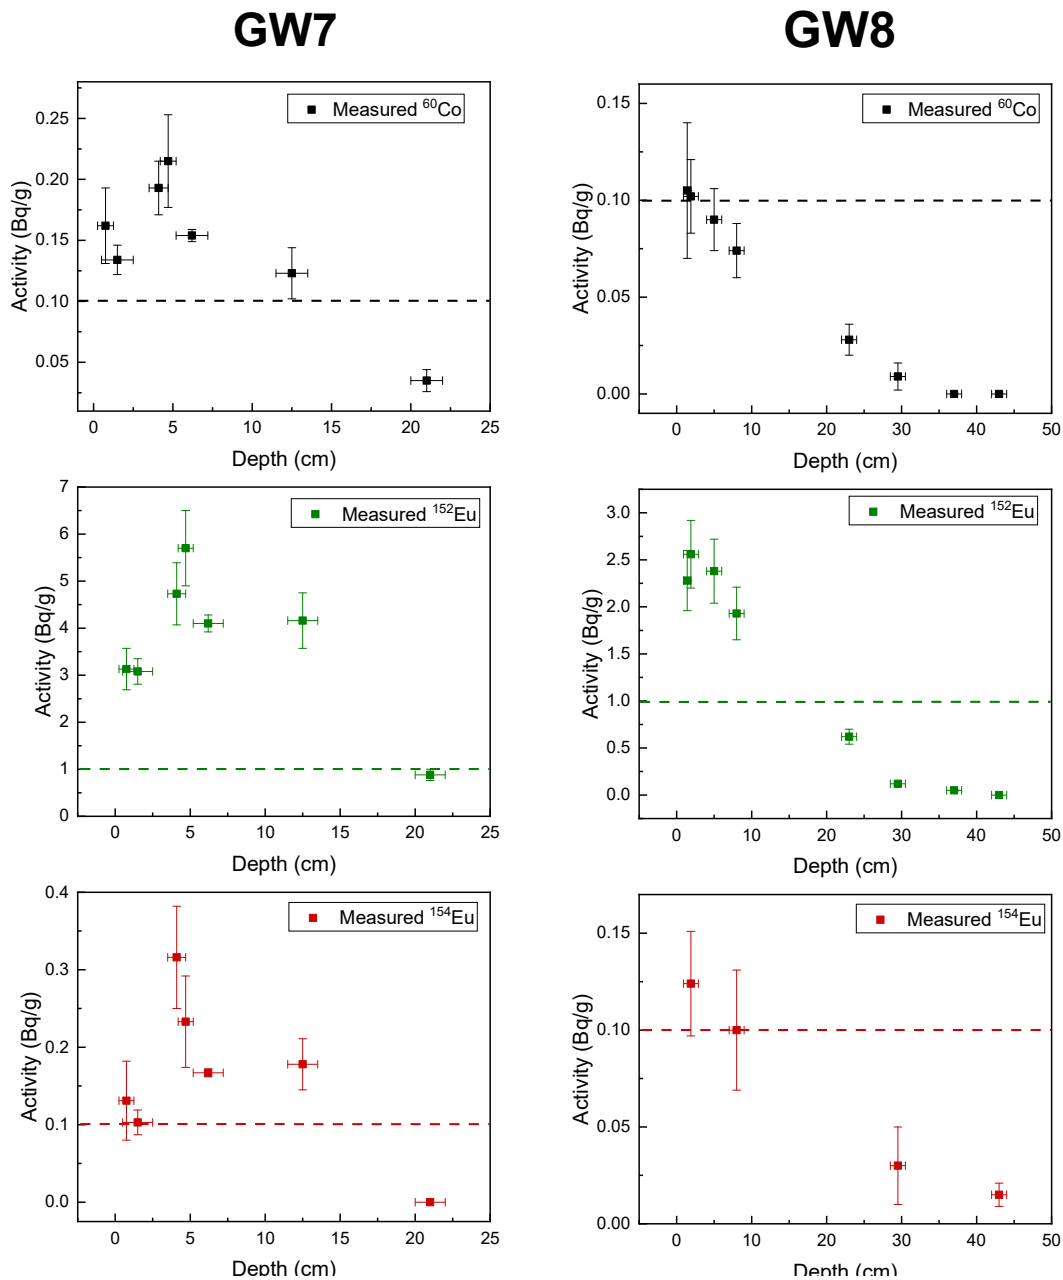 GW7
GW8
Measured ⁶⁰Co
0.25
0.20
0.15
0.10
0.05
Activity (Bq/g)
0 5 10 15 20 25
Depth (cm)
Measured ⁶⁰Co
0.15
0.10
0.05
0.00
Activity (Bq/g)
0 10 20 30 40 50
Depth (cm)
Measured ¹⁵²Eu
7
6
5
4
3
2
1
0
Activity (Bq/g)
0 5 10 15 20 25
Depth (cm)
Measured ¹⁵²Eu
3.0
2.5
2.0
1.5
1.0
0.5
0.0
Activity (Bq/g)
0 10 20 30 40 50
Depth (cm)
Measured ¹⁵⁴Eu
0.4
0.3
0.2
0.1
0.0
Activity (Bq/g)
0 5 10 15 20 25
Depth (cm)
Measured ¹⁵⁴Eu
0.15
0.10
0.05
0.00
Activity (Bq/g)
0 10 20 30 40 50
Depth (cm)